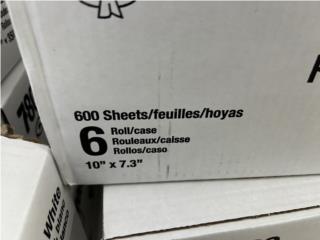 600 Sheets/feuilles/hoyas
6 Roll/case
Rouleaux/caisse
Rollos/caso
10" x 7.3"
White